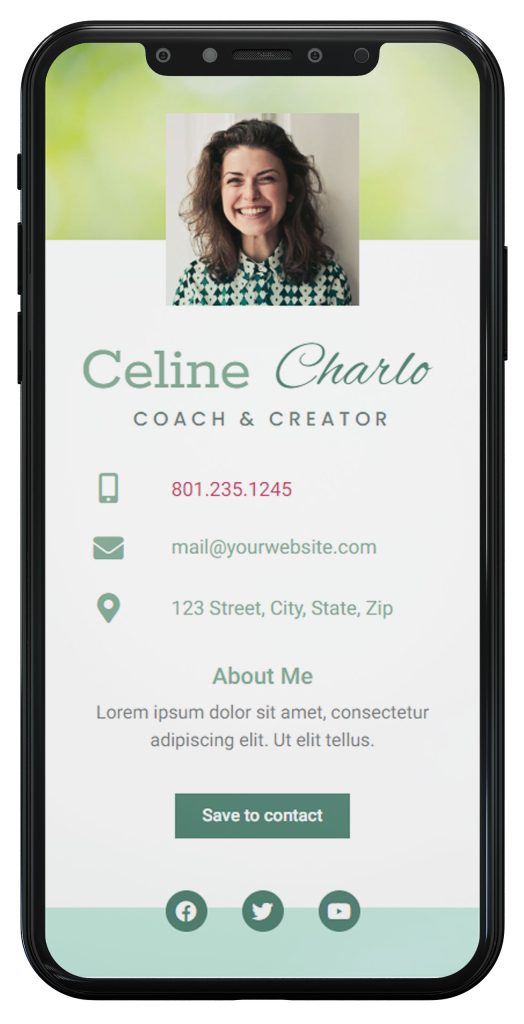 Celine Charlo
COACH & CREATOR
801.235.1245
mail@yourwebsite.com
123 Street, City, State, Zip
About Me
Lorem ipsum dolor sit amet, consectetur
adipiscing elit. Ut elit tellus.
Save to contact